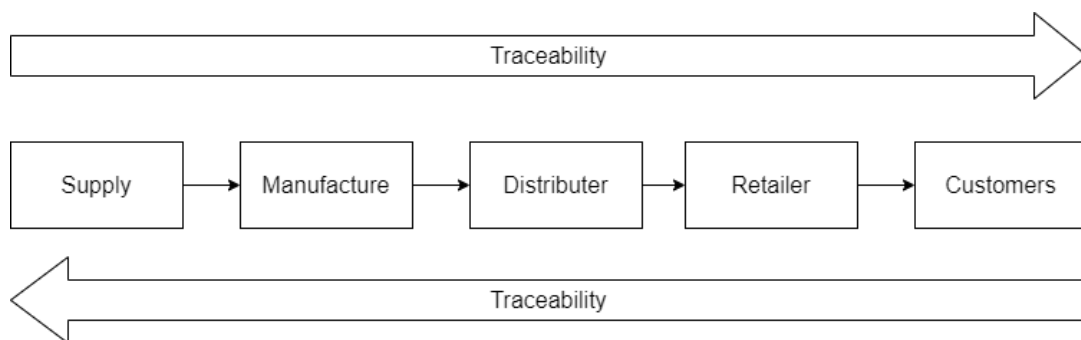 Traceability
Supply
Manufacture
Distributer
Retailer
Customers
Traceability